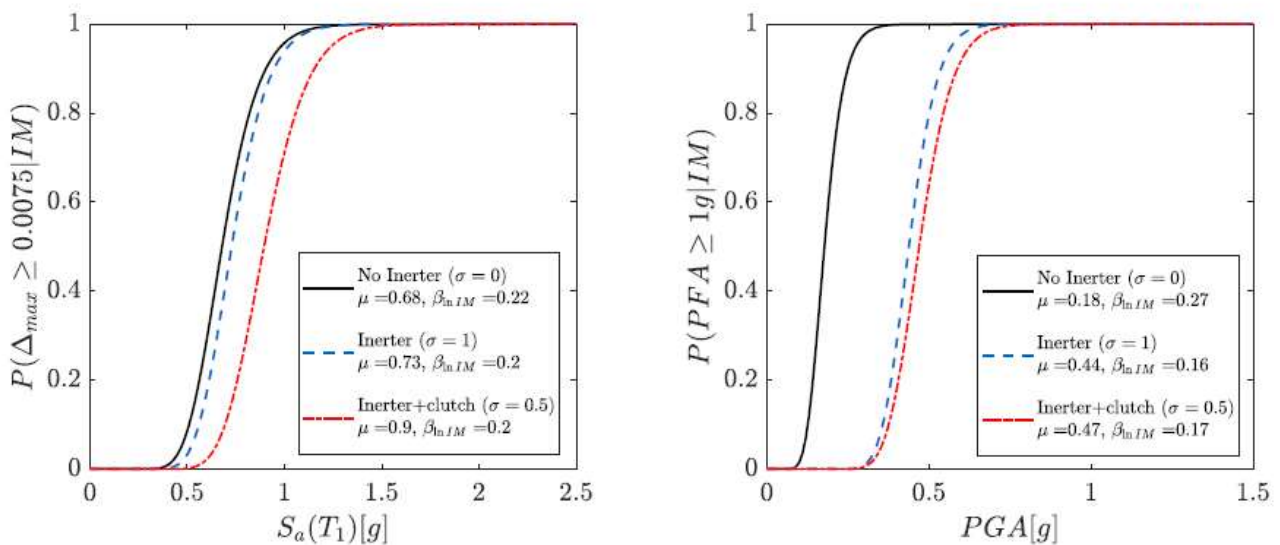 P(Δ_max ≥ 0.0075|IM)
1
0.8
0.6
0.4
0.2
0
No Inerter (σ = 0)
μ =0.68, β_ln IM =0.22
Inerter (σ = 1)
μ =0.73, β_ln IM =0.2
Inerter+clutch (σ = 0.5)
μ =0.9, β_ln IM =0.2
0 0.5 1 1.5 2 2.5
S_a(T_1)[g]
P(PFA ≥ 1g|IM)
1
0.8
0.6
0.4
0.2
0
No Inerter (σ = 0)
μ =0.18, β_ln IM =0.27
Inerter (σ = 1)
μ =0.44, β_ln IM =0.16
Inerter+clutch (σ = 0.5)
μ =0.47, β_ln IM =0.17
0 0.5 1 1.5
PGA[g]